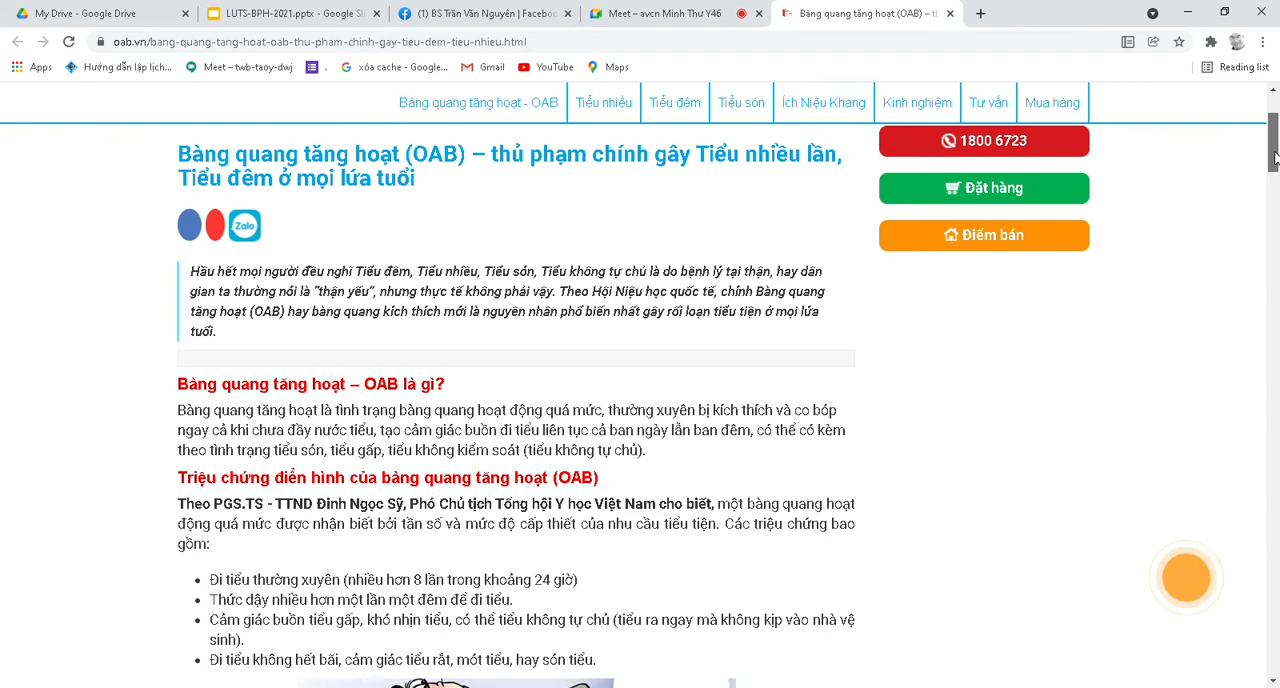 My Drive - Google Drive
LUTS-BPH-2021.pptx - Google Sli
(1) BS Trần Văn Nguyên | Faceboo
Meet – avcn Minh Thư Y46
Bàng quang tăng hoạt (OAB) – th
oab.vn/bang-quang-tang-hoat-oab-thu-pham-chinh-gay-tieu-dem-tieu-nhieu.html
Apps
Hướng dẫn lập lịch...
Meet – twb-taoy-dwj
.
xóa cache - Google...
Gmail
YouTube
Maps
Reading list
Bàng quang tăng hoạt - OAB
Tiểu nhiều
Tiểu đêm
Tiểu són
Ích Niệu Khang
Kinh nghiệm
Tư vấn
Mua hàng
Bàng quang tăng hoạt (OAB) – thủ phạm chính gây Tiểu nhiều lần,
Tiểu đêm ở mọi lứa tuổi
Zalo
1800 6723
Đặt hàng
Điểm bán
Hầu hết mọi người đều nghĩ Tiểu đêm, Tiểu nhiều, Tiểu són, Tiểu không tự chủ là do bệnh lý tại thận, hay dân
gian ta thường nói là "thận yếu", nhưng thực tế không phải vậy. Theo Hội Niệu học quốc tế, chính Bàng quang
tăng hoạt (OAB) hay bàng quang kích thích mới là nguyên nhân phổ biến nhất gây rối loạn tiểu tiện ở mọi lứa
tuổi.
Bàng quang tăng hoạt – OAB là gì?
Bàng quang tăng hoạt là tình trạng bàng quang hoạt động quá mức, thường xuyên bị kích thích và co bóp
ngay cả khi chưa đầy nước tiểu, tạo cảm giác buồn đi tiểu liên tục cả ban ngày lẫn ban đêm, có thể có kèm
theo tình trạng tiểu són, tiểu gấp, tiểu không kiểm soát (tiểu không tự chủ).
Triệu chứng điển hình của bàng quang tăng hoạt (OAB)
Theo PGS.TS - TTND Đinh Ngọc Sỹ, Phó Chủ tịch Tổng hội Y học Việt Nam cho biết, một bàng quang hoạt
động quá mức được nhận biết bởi tần số và mức độ cấp thiết của nhu cầu tiểu tiện. Các triệu chứng bao
gồm:
• Đi tiểu thường xuyên (nhiều hơn 8 lần trong khoảng 24 giờ)
• Thức dậy nhiều hơn một lần một đêm để đi tiểu.
• Cảm giác buồn tiểu gấp, khó nhịn tiểu, có thể tiểu không tự chủ (tiểu ra ngay mà không kịp vào nhà vệ
sinh).
• Đi tiểu không hết bãi, cảm giác tiểu rắt, mót tiểu, hay són tiểu.